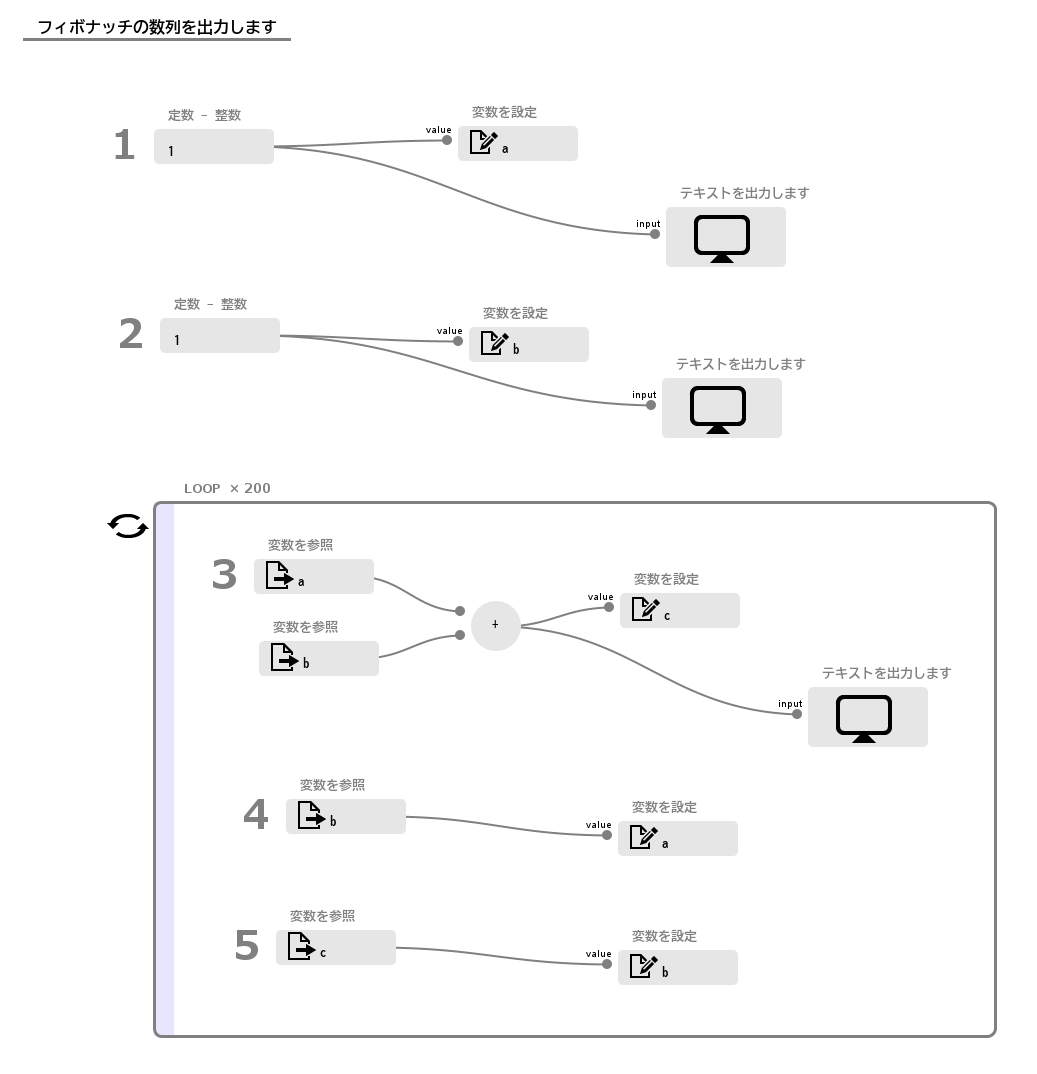 フィボナッチの数列を出力します
定数 - 整数
1
1
変数を設定
value
a
テキストを出力します
input
定数 - 整数
2
1
変数を設定
value
b
テキストを出力します
input
LOOP × 200
変数を参照
3
a
変数を参照
b
+
変数を設定
value
c
テキストを出力します
input
変数を参照
4
b
変数を設定
value
a
変数を参照
5
c
変数を設定
value
b